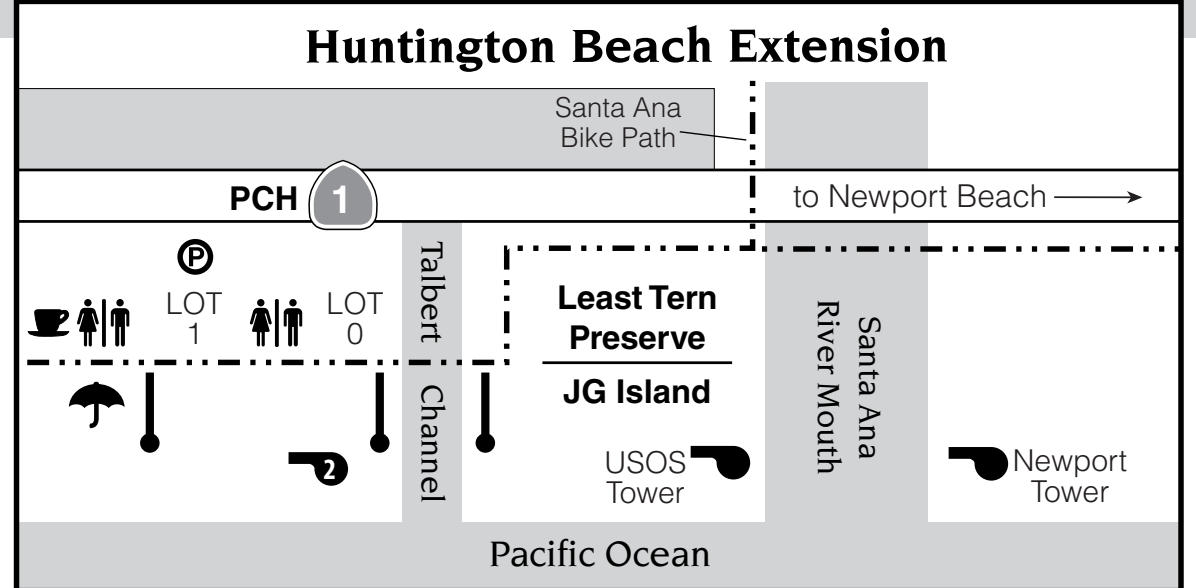 Huntington Beach Extension
Santa Ana
Bike Path
PCH 1
to Newport Beach
P
LOT
1
LOT
0
Talbert Channel
Least Tern
Preserve
JG Island
Santa Ana
River Mouth
2
USOS
Tower
Newport
Tower
Pacific Ocean